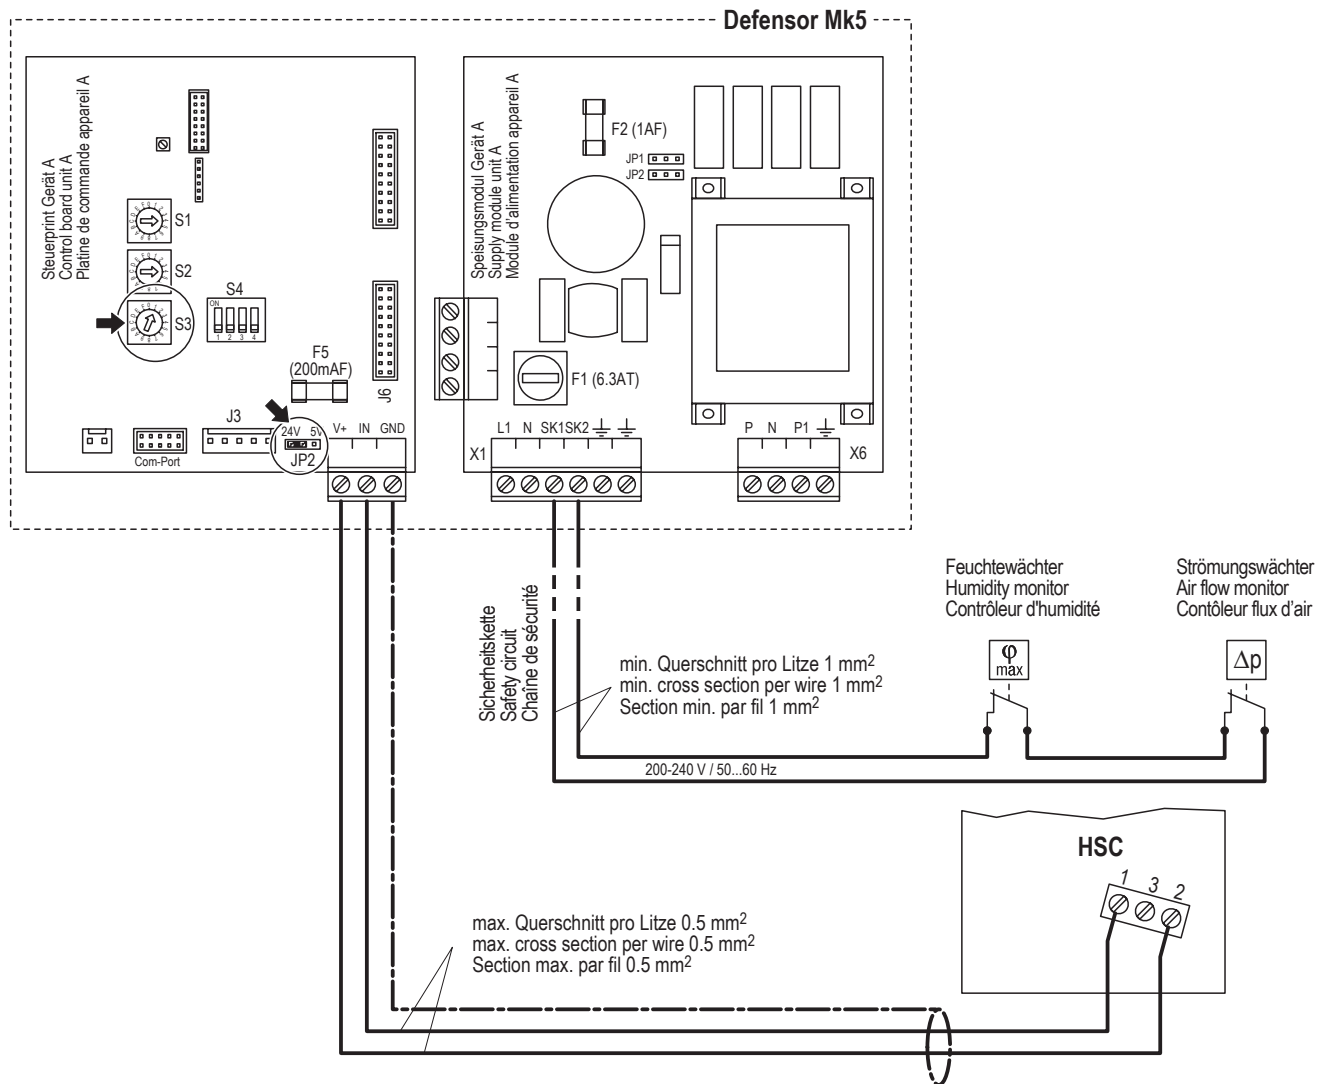 Defensor Mk5
Steuerprint Gerät A
Control board unit A
Platine de commande appareil A
S1
S2
S3
S4
ON
1 2 3 4
F5
(200mAF)
J6
J3
Com-Port
24V 5V
JP2
V+ IN GND
Speisungsmodul Gerät A
Supply module unit A
Module d'alimentation appareil A
F2 (1AF)
JP1
JP2
F1 (6.3AT)
L1 N SK1 SK2
X1
P N P1
X6
Sicherheitskette
Safety circuit
Chaîne de sécurité
min. Querschnitt pro Litze 1 mm²
min. cross section per wire 1 mm²
Section min. par fil 1 mm²
200-240 V / 50...60 Hz
Feuchtewächter
Humidity monitor
Contrôleur d'humidité
φ
max
Strömungswächter
Air flow monitor
Contôleur flux d'air
Δp
HSC
1 3 2
max. Querschnitt pro Litze 0.5 mm²
max. cross section per wire 0.5 mm²
Section max. par fil 0.5 mm²